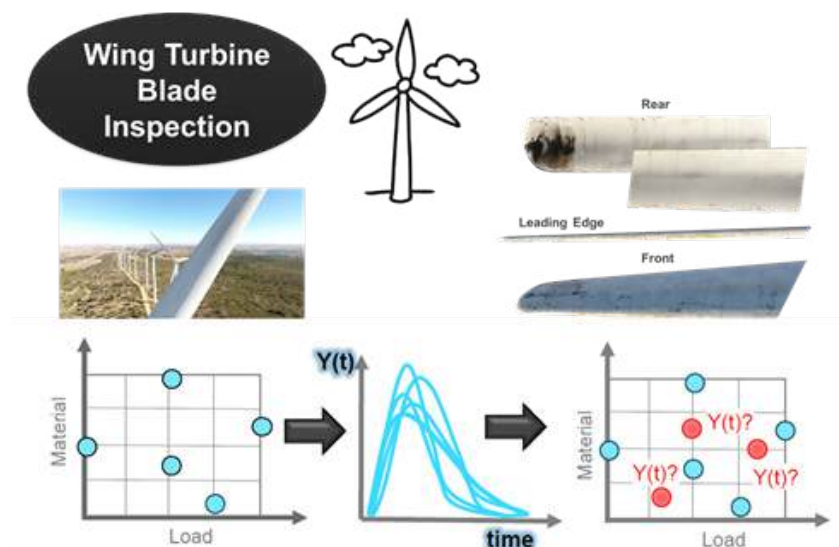 Wing Turbine
Blade
Inspection
Rear
Leading Edge
Front
Y(t)
Material
Load
time
Material
Y(t)?
Y(t)?
Y(t)?
Load